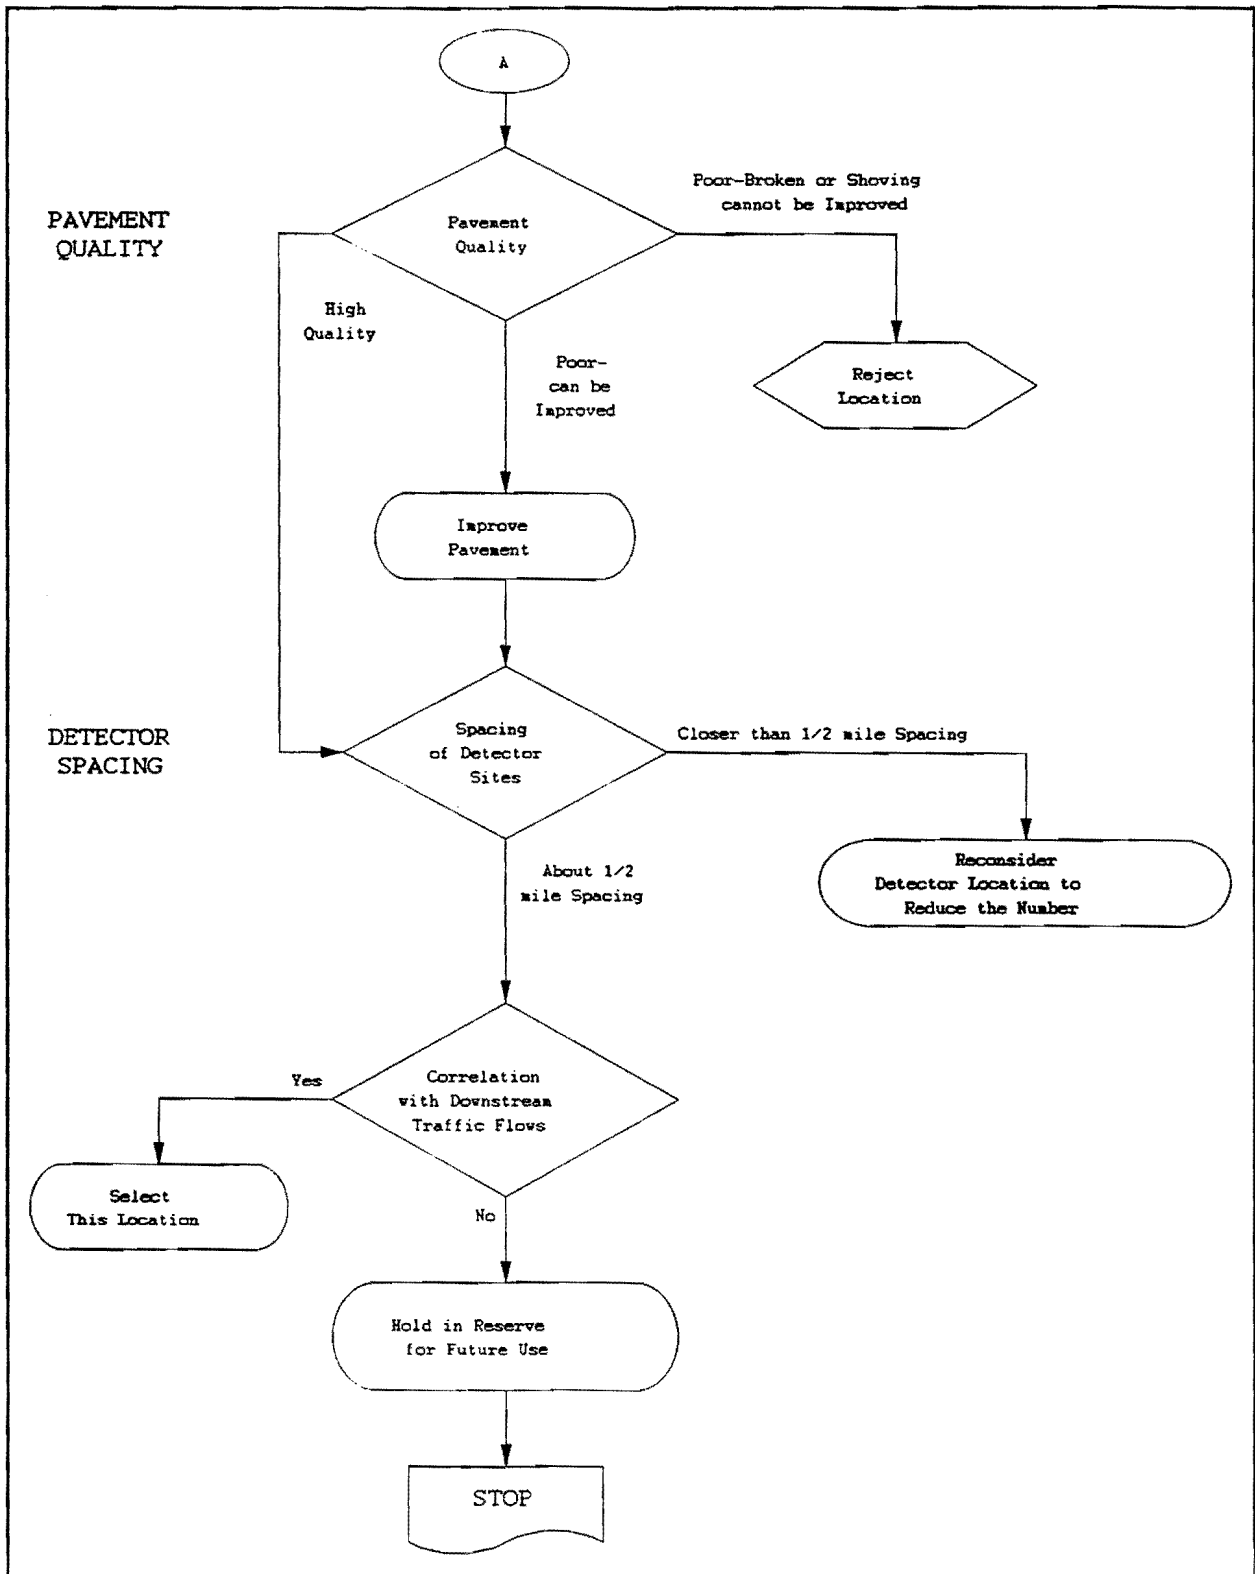 A
Poor-Broken or Shoving
cannot be Improved
PAVEMENT
QUALITY
Pavement
Quality
High
Quality
Poor-
can be
Improved
Reject
Location
Improve
Pavement
DETECTOR
SPACING
Spacing
of Detector
Sites
Closer than 1/2 mile Spacing
About 1/2
mile Spacing
Reconsider
Detector Location to
Reduce the Number
Yes
Correlation
with Downstream
Traffic Flows
Select
This Location
No
Hold in Reserve
for Future Use
STOP